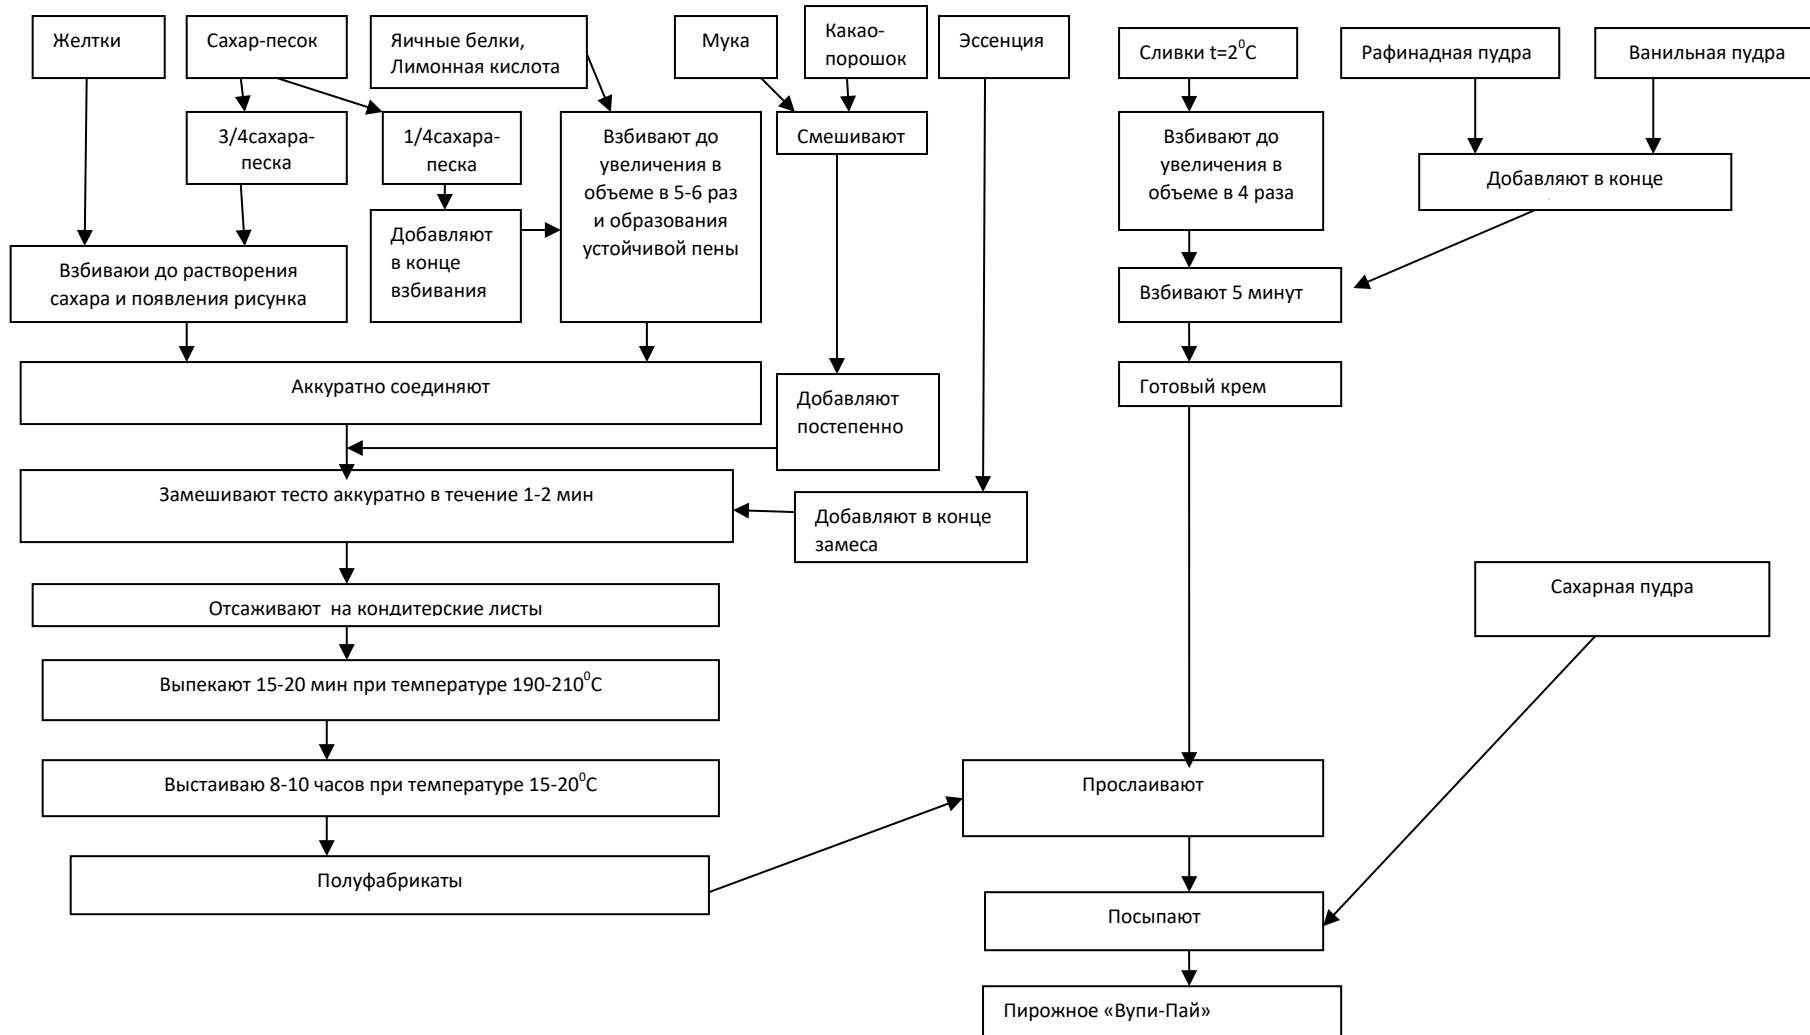 Желтки
Сахар-песок
Яичные белки,
Лимонная кислота
Мука
Какао-
порошок
Эссенция
Сливки t=2⁰С
Рафинадная пудра
Ванильная пудра
3/4сахара-
песка
1/4сахара-
песка
Взбивают до
увеличения в
объеме в 5-6 раз
и образования
устойчивой пены
Смешивают
Взбивают до
увеличения в
объеме в 4 раза
Добавляют в конце
Добавляют
в конце
взбивания
Взбиваюи до растворения
сахара и появления рисунка
Взбивают 5 минут
Аккуратно соединяют
Добавляют
постепенно
Готовый крем
Замешивают тесто аккуратно в течение 1-2 мин
Добавляют в конце
замеса
Отсаживают  на кондитерские листы
Сахарная пудра
Выпекают 15-20 мин при температуре 190-210⁰С
Выстаиваю 8-10 часов при температуре 15-20⁰С
Прослаивают
Полуфабрикаты
Посыпают
Пирожное «Вупи-Пай»